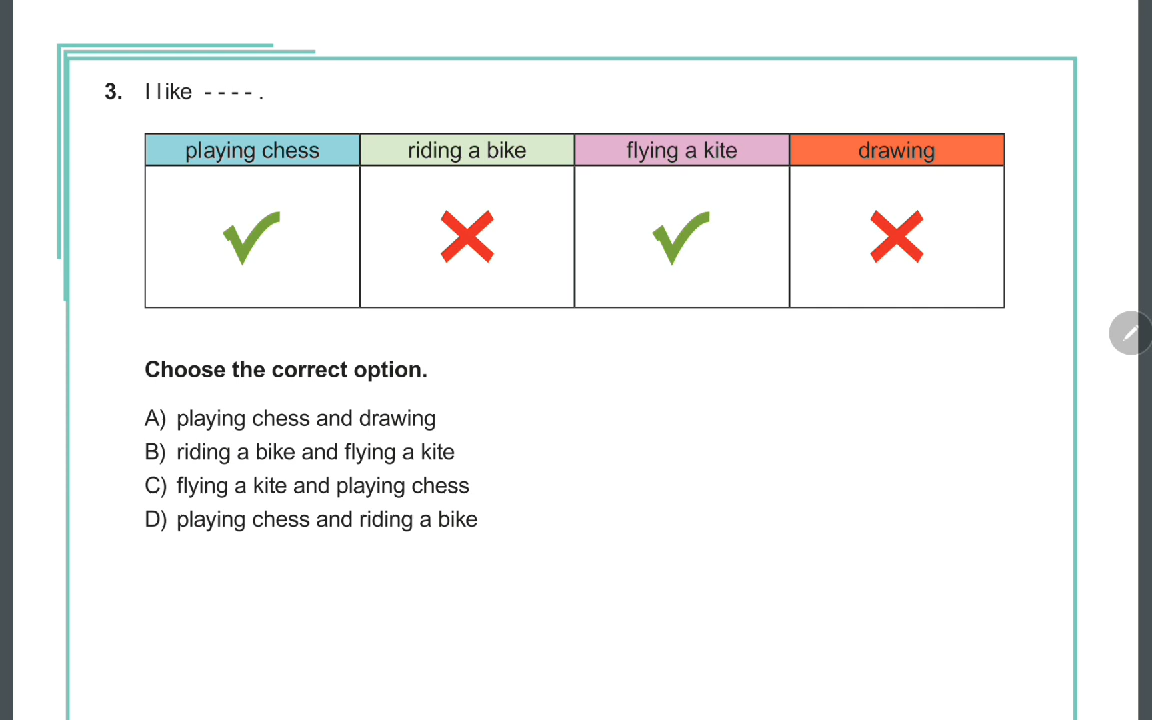 3. I like ---- .
playing chess riding a bike flying a kite drawing
Choose the correct option.
A) playing chess and drawing
B) riding a bike and flying a kite
C) flying a kite and playing chess
D) playing chess and riding a bike